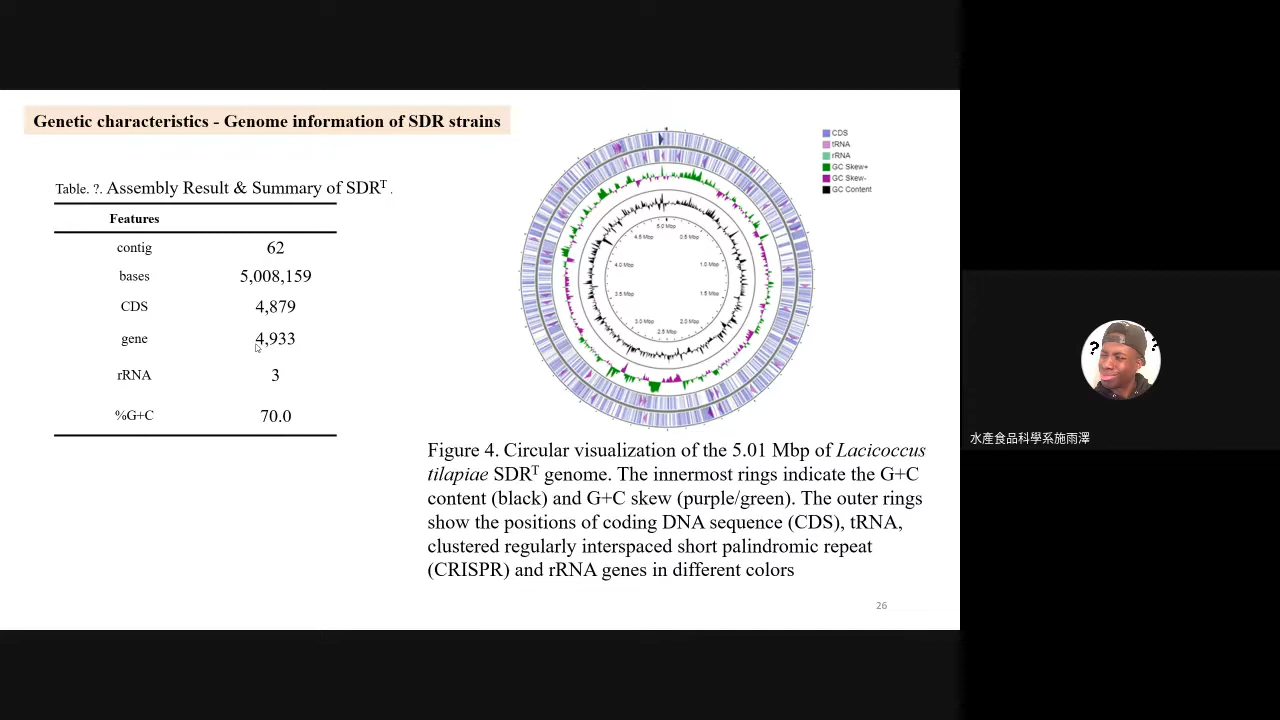 Genetic characteristics - Genome information of SDR strains
Table. ?. Assembly Result & Summary of SDRT .
Features
contig 62
bases 5,008,159
CDS 4,879
gene 4,933
rRNA 3
%G+C 70.0
CDS
tRNA
rRNA
GC Skew+
GC Skew-
GC Content
5.0 Mbp
0.5 Mbp
1.0 Mbp
1.5 Mbp
2.0 Mbp
2.5 Mbp
3.0 Mbp
3.5 Mbp
4.0 Mbp
4.5 Mbp
Figure 4. Circular visualization of the 5.01 Mbp of Lacicoccus
tilapiae SDRT genome. The innermost rings indicate the G+C
content (black) and G+C skew (purple/green). The outer rings
show the positions of coding DNA sequence (CDS), tRNA,
clustered regularly interspaced short palindromic repeat
(CRISPR) and rRNA genes in different colors
26
? ?
水產食品科學系施雨澤